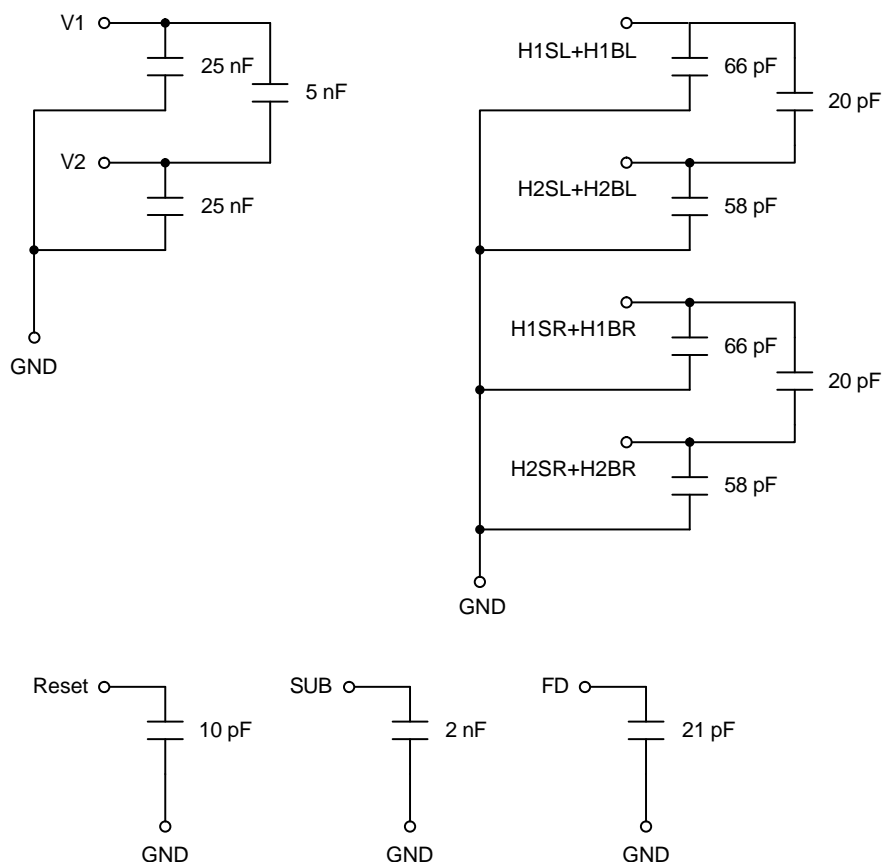 V1
25 nF
5 nF
V2
25 nF
GND
H1SL+H1BL
66 pF
20 pF
H2SL+H2BL
58 pF
H1SR+H1BR
66 pF
20 pF
H2SR+H2BR
58 pF
GND
Reset
10 pF
GND
SUB
2 nF
GND
FD
21 pF
GND